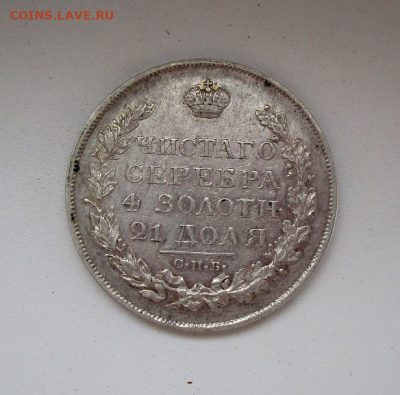 COINS.LAVE.RU
ЧИСТАГО
СЕРЕБРА
4 ЗОЛОТН
21 ДОЛЯ.
С.П.Б.